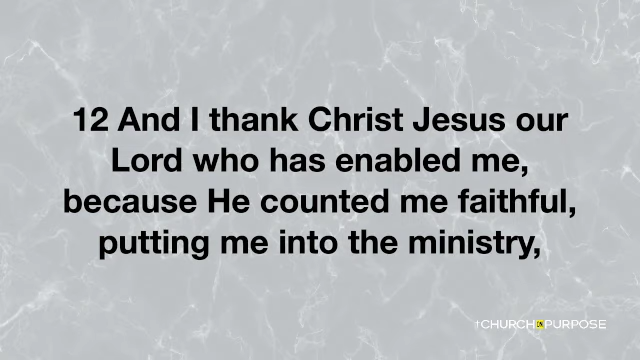 12 And I thank Christ Jesus our
Lord who has enabled me,
because He counted me faithful,
putting me into the ministry,
CHURCH ON PURPOSE